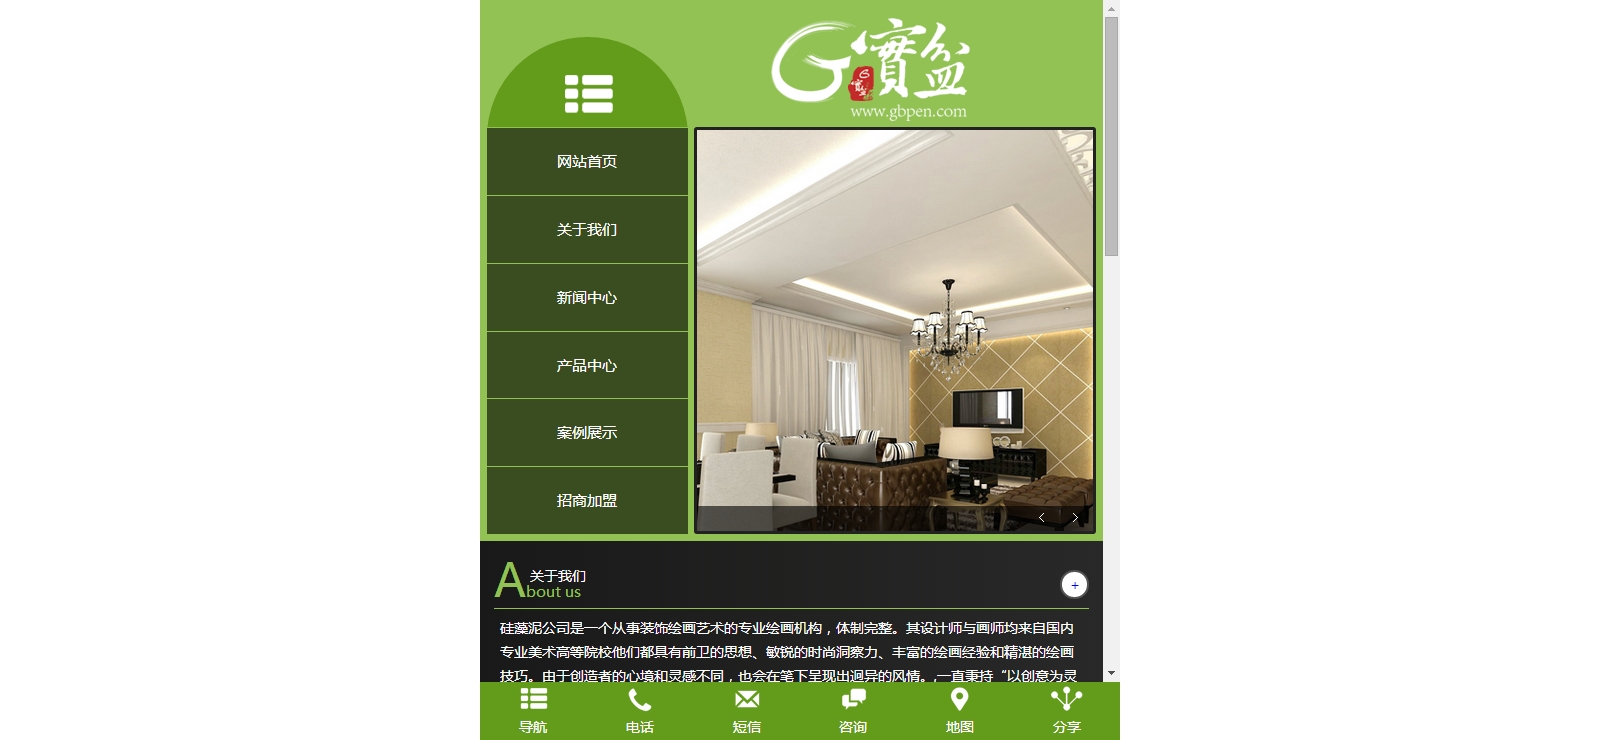 G寶盆
www.gbpen.com
网站首页
关于我们
新闻中心
产品中心
案例展示
招商加盟
关于我们
About us
+
硅藻泥公司是一个从事装饰绘画艺术的专业绘画机构，体制完整。其设计师与画师均来自国内
专业美术高等院校他们都具有前卫的思想、敏锐的时尚洞察力、丰富的绘画经验和精湛的绘画
技巧。由于创造者的心境和灵感不同，也会在笔下呈现出迥异的风情。,一直秉持“以创意为灵
导航
电话
短信
咨询
地图
分享